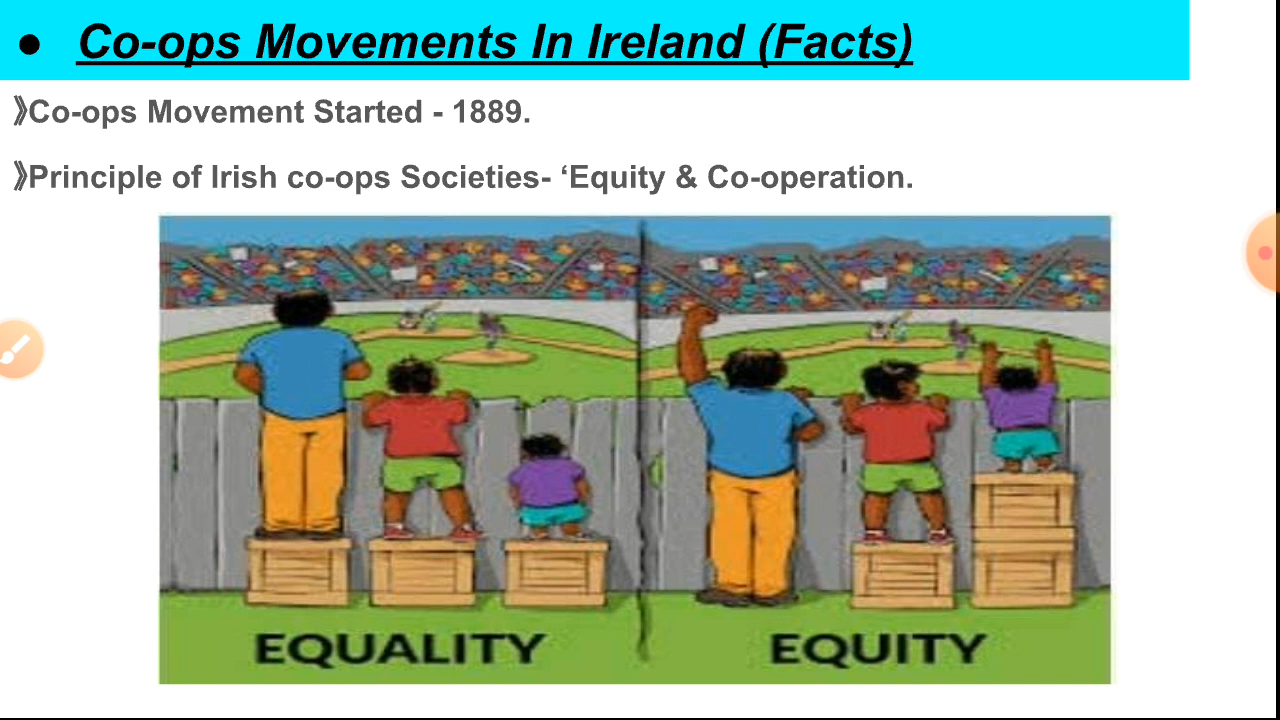 ● Co-ops Movements In Ireland (Facts)
》Co-ops Movement Started - 1889.
》Principle of Irish co-ops Societies- ‘Equity & Co-operation.
EQUALITY
EQUITY